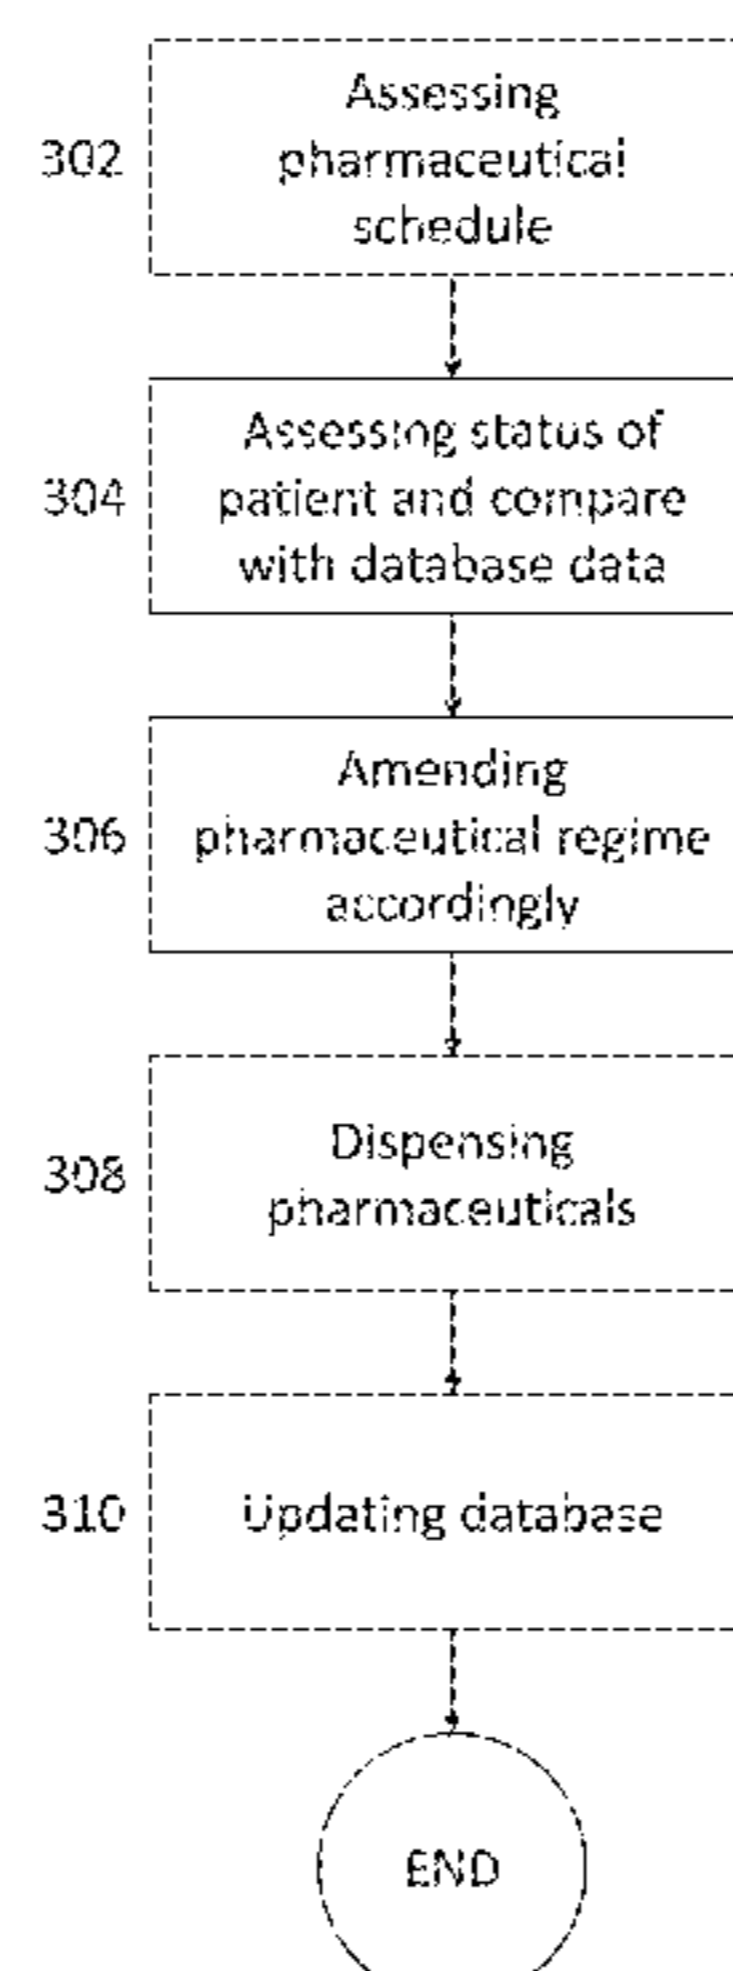 Assessing
302 pharmaceutical
schedule
Assessing status of
304 patient and compare
with database data
Amending
306 pharmaceutical regime
accordingly
Dispensing
308
pharmaceuticals
310 Updating database
END